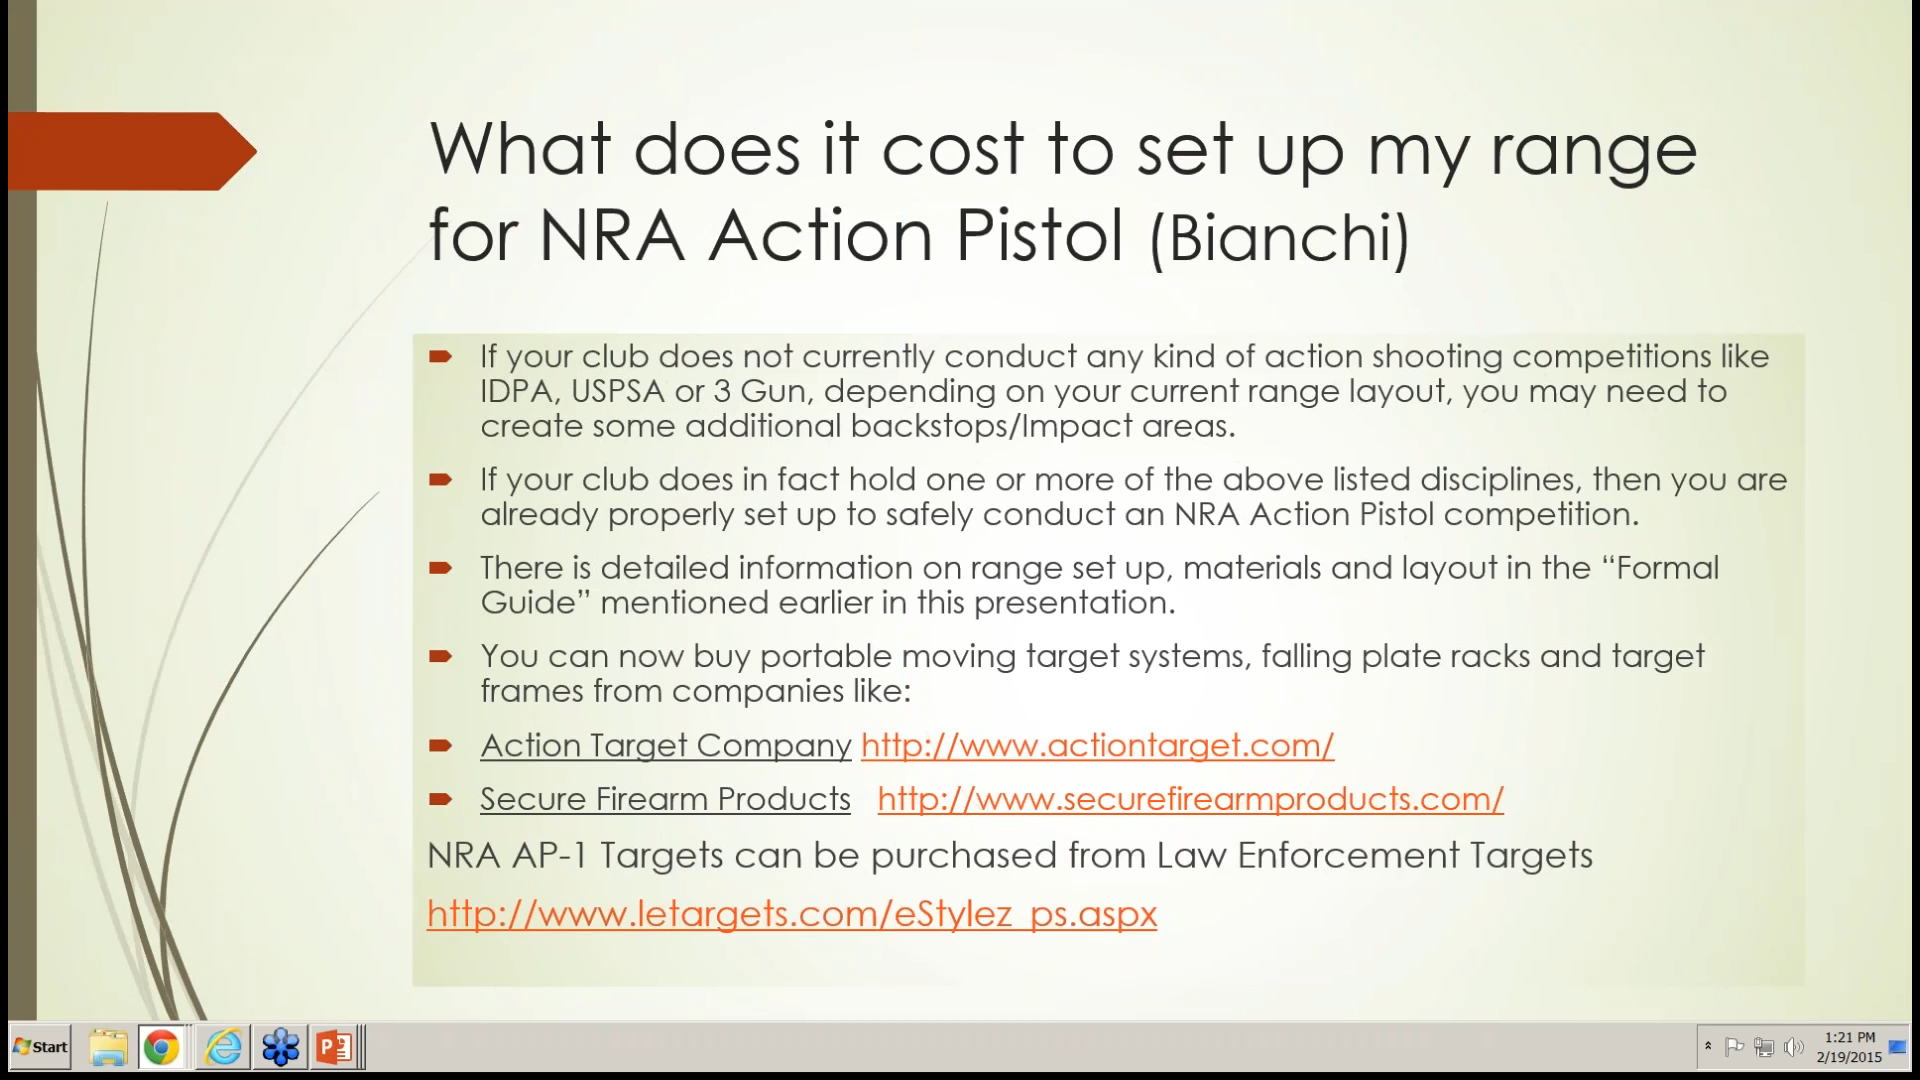 What does it cost to set up my range
for NRA Action Pistol (Bianchi)
If your club does not currently conduct any kind of action shooting competitions like
IDPA, USPSA or 3 Gun, depending on your current range layout, you may need to
create some additional backstops/Impact areas.
If your club does in fact hold one or more of the above listed disciplines, then you are
already properly set up to safely conduct an NRA Action Pistol competition.
There is detailed information on range set up, materials and layout in the “Formal
Guide” mentioned earlier in this presentation.
You can now buy portable moving target systems, falling plate racks and target
frames from companies like:
Action Target Company http://www.actiontarget.com/
Secure Firearm Products http://www.securefirearmproducts.com/
NRA AP-1 Targets can be purchased from Law Enforcement Targets
http://www.letargets.com/eStylez_ps.aspx
Start
1:21 PM
2/19/2015